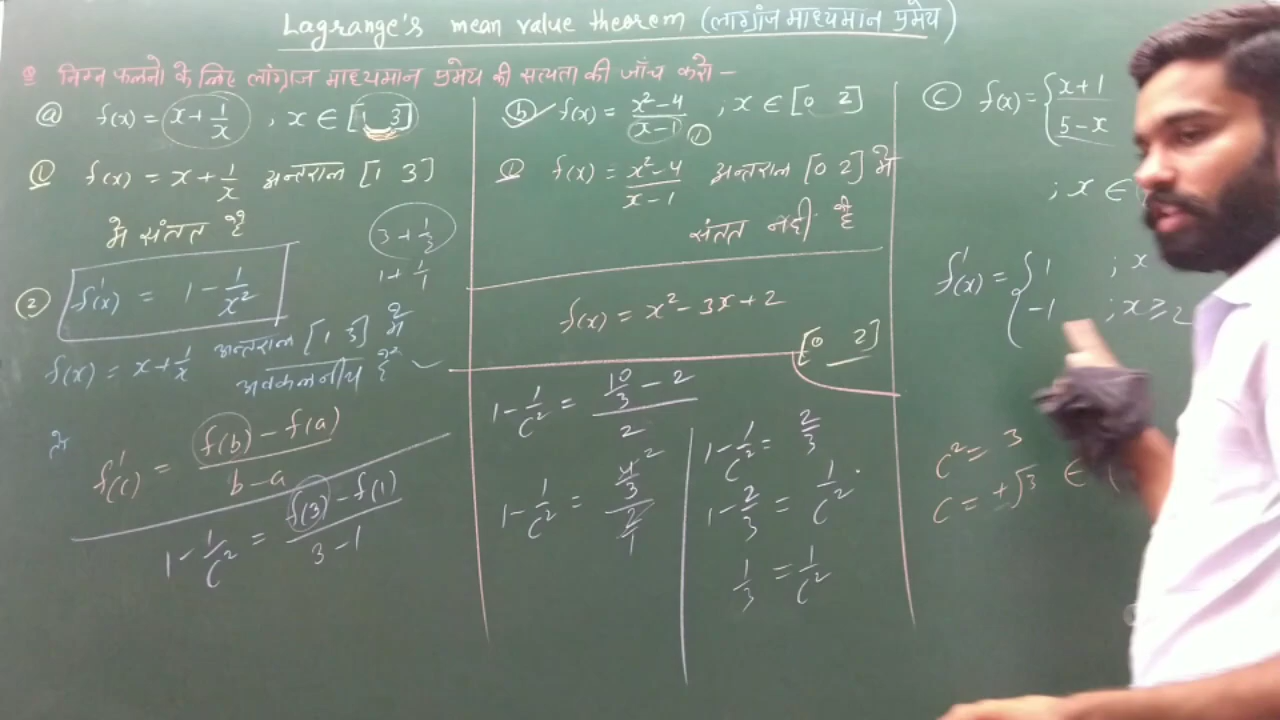 Lagrange's mean value theorem (लाग्रांज माध्यमान प्रमेय)
निम्न फलनो के लिए लांग्राज माध्यमान प्रमेय की सत्यता की जाँच करो –
(a) f(x) = x + 1/x , x ∈ [1 3]
(1) f(x) = x + 1/x अन्तराल [1 3]
मे संतत है
3 + 1/3
1 + 1/1
(2) f'(x) = 1 - 1/x²
f(x) = x + 1/x अन्तराल [1 3] मे
अवकलनीय है
f'(c) = f(b) - f(a) / b - a
1 - 1/c² = f(3) - f(1) / 3 - 1
(b) f(x) = x² - 4 / x - 1 ; x ∈ [0 2]
(1)
(1) f(x) = x² - 4 / x - 1 अन्तराल [0 2] मे
संतत नही है
f(x) = x² - 3x + 2
[0 2]
1 - 1/c² = 10/3 - 2 / 2
1 - 1/c² = 4/3 / 2/1
1 - 1/c² = 2/3
1 - 2/3 = 1/c²
1/3 = 1/c²
(c) f(x) = { x + 1
5 - x
; x ∈
f'(x) = { 1 ; x
-1 ; x ≥ 2
c² = 3
c = ±√3 ∈ (